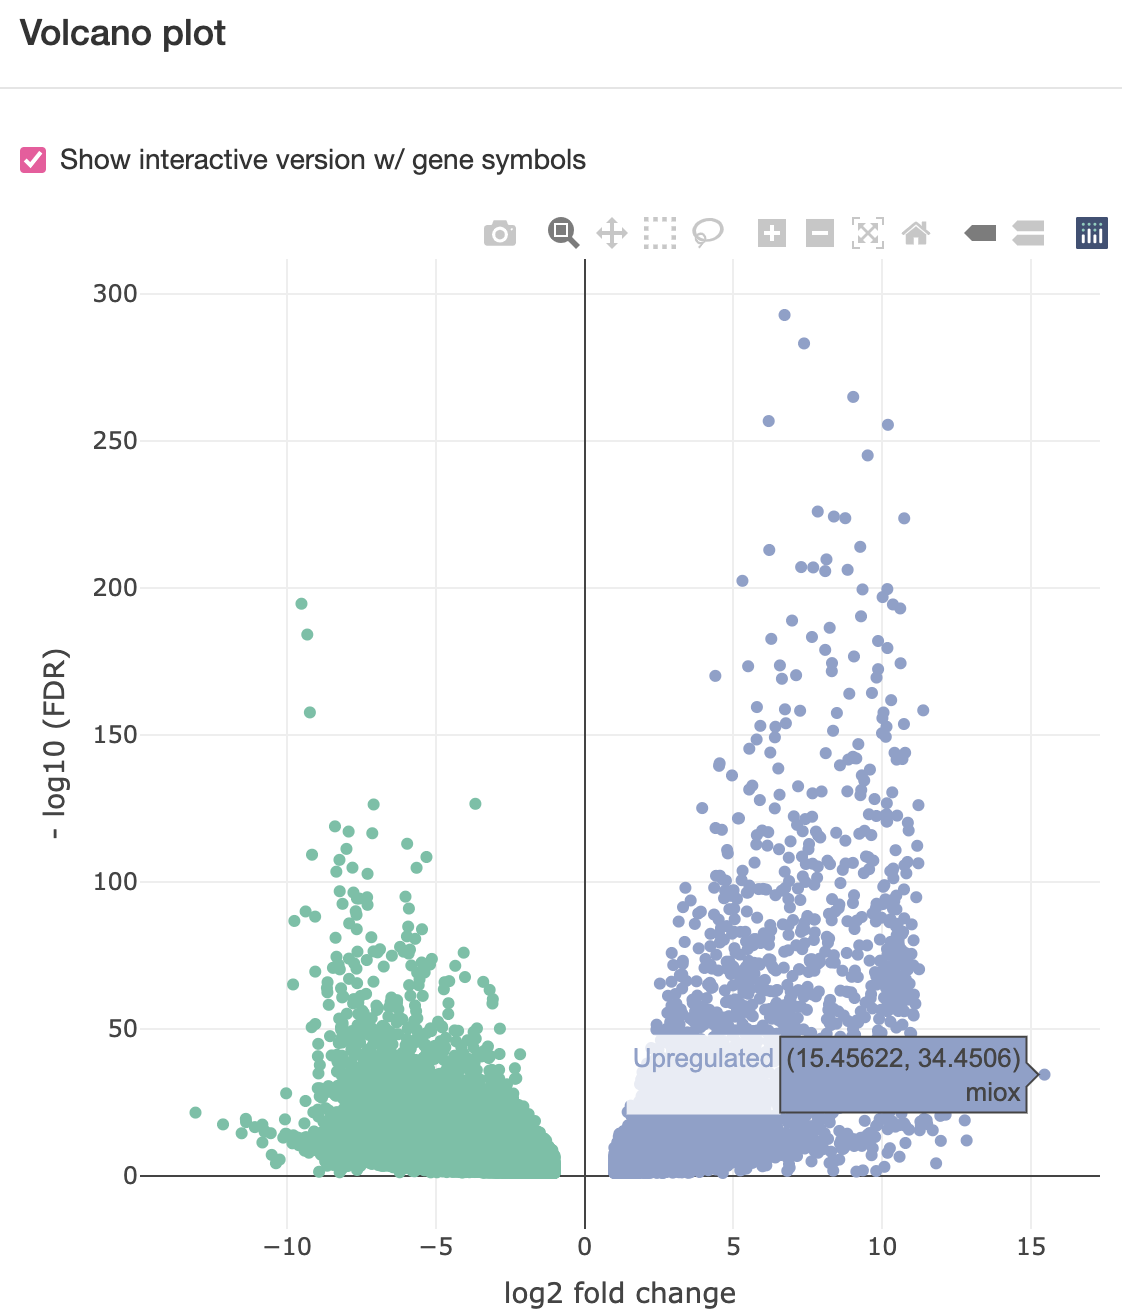 Volcano plot
Show interactive version w/ gene symbols
300
250
200
150
100
50
0
- log10 (FDR)
Upregulated
(15.45622, 34.4506)
miox
−10
−5
0
5
10
15
log2 fold change